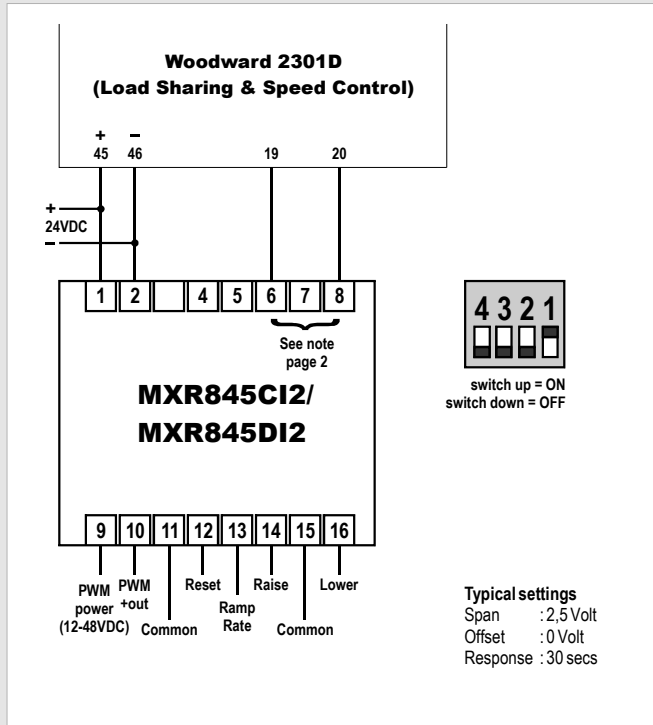 Woodward 2301D
(Load Sharing & Speed Control)
+ –
45 46 19 20
+
24VDC
–
1 2 4 5 6 7 8
See note
page 2
MXR845CI2/
MXR845DI2
4 3 2 1
switch up = ON
switch down = OFF
9 10 11 12 13 14 15 16
PWM
power
(12-48VDC)
PWM
+out
Common
Reset
Ramp
Rate
Raise
Common
Lower
Typical settings
Span : 2,5 Volt
Offset : 0 Volt
Response : 30 secs